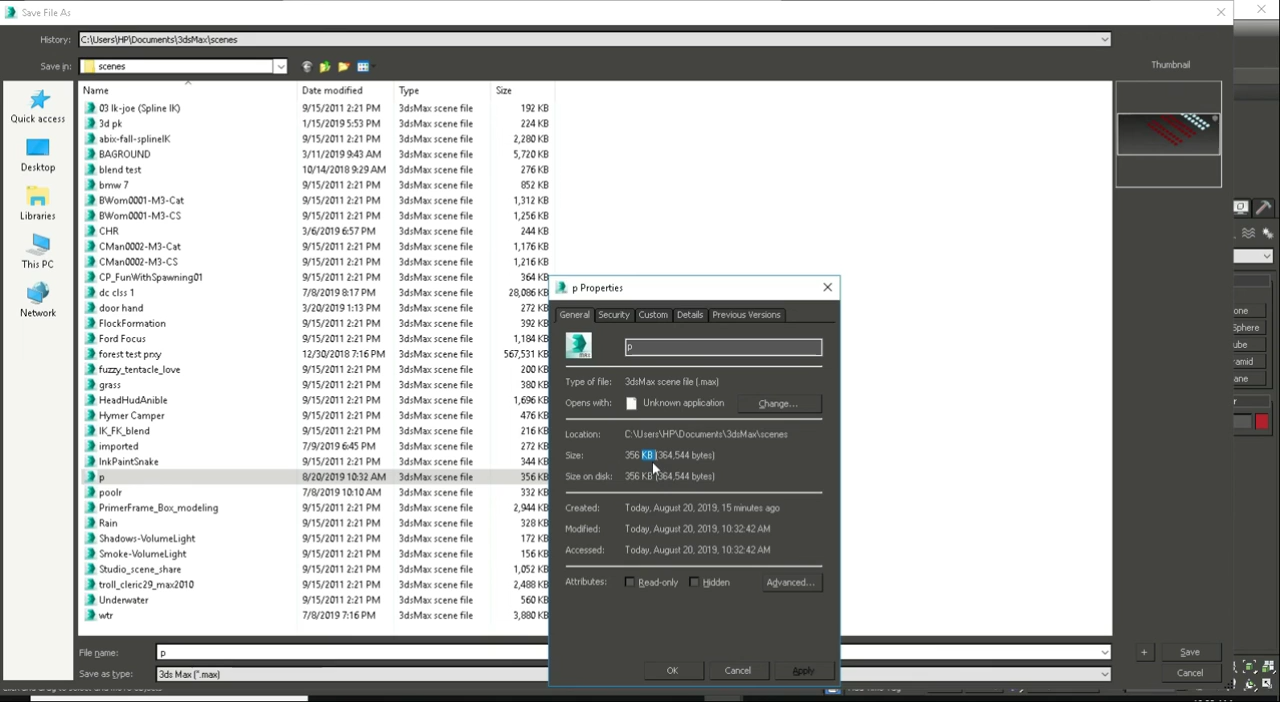 Save File As
History: C:\Users\HP\Documents\3dsMax\scenes
Save in: scenes
Thumbnail
Quick access
Desktop
Libraries
This PC
Network
Name Date modified Type Size
03 Ik-joe (Spline IK) 9/15/2011 2:21 PM 3dsMax scene file 192 KB
3d pk 1/15/2019 5:53 PM 3dsMax scene file 224 KB
abix-fall-splineIK 9/15/2011 2:21 PM 3dsMax scene file 2,280 KB
BAGROUND 3/11/2019 9:43 AM 3dsMax scene file 5,720 KB
blend test 10/14/2018 9:29 AM 3dsMax scene file 276 KB
bmw 7 9/15/2011 2:21 PM 3dsMax scene file 852 KB
BWom0001-M3-Cat 9/15/2011 2:21 PM 3dsMax scene file 1,312 KB
BWom0001-M3-CS 9/15/2011 2:21 PM 3dsMax scene file 1,256 KB
CHR 3/6/2019 6:57 PM 3dsMax scene file 244 KB
CMan0002-M3-Cat 9/15/2011 2:21 PM 3dsMax scene file 1,176 KB
CMan0002-M3-CS 9/15/2011 2:21 PM 3dsMax scene file 1,216 KB
CP_FunWithSpawning01 9/15/2011 2:21 PM 3dsMax scene file 364 KB
dc clss 1 7/8/2019 8:17 PM 3dsMax scene file 28,086 KB
door hand 3/20/2019 1:13 PM 3dsMax scene file 272 KB
FlockFormation 9/15/2011 2:21 PM 3dsMax scene file 392 KB
Ford Focus 9/15/2011 2:21 PM 3dsMax scene file 1,184 KB
forest test prxy 12/30/2018 7:16 PM 3dsMax scene file 567,531 KB
fuzzy_tentacle_love 9/15/2011 2:21 PM 3dsMax scene file 200 KB
grass 9/15/2011 2:21 PM 3dsMax scene file 380 KB
HeadHudAnible 9/15/2011 2:21 PM 3dsMax scene file 1,696 KB
Hymer Camper 9/15/2011 2:21 PM 3dsMax scene file 476 KB
IK_FK_blend 9/15/2011 2:21 PM 3dsMax scene file 216 KB
imported 7/9/2019 6:45 PM 3dsMax scene file 272 KB
InkPaintSnake 9/15/2011 2:21 PM 3dsMax scene file 344 KB
p 8/20/2019 10:32 AM 3dsMax scene file 356 KB
poolr 7/8/2019 10:10 AM 3dsMax scene file 332 KB
PrimerFrame_Box_modeling 9/15/2011 2:21 PM 3dsMax scene file 2,944 KB
Rain 9/15/2011 2:21 PM 3dsMax scene file 328 KB
Shadows-VolumeLight 9/15/2011 2:21 PM 3dsMax scene file 172 KB
Smoke-VolumeLight 9/15/2011 2:21 PM 3dsMax scene file 156 KB
Studio_scene_share 9/15/2011 2:21 PM 3dsMax scene file 1,052 KB
troll_cleric29_max2010 9/15/2011 2:21 PM 3dsMax scene file 2,488 KB
Underwater 9/15/2011 2:21 PM 3dsMax scene file 560 KB
wtr 7/8/2019 7:16 PM 3dsMax scene file 3,880 KB
p Properties
General Security Custom Details Previous Versions
p
Type of file: 3dsMax scene file (.max)
Opens with: Unknown application Change...
Location: C:\Users\HP\Documents\3dsMax\scenes
Size: 356 KB (364,544 bytes)
Size on disk: 356 KB (364,544 bytes)
Created: Today, August 20, 2019, 15 minutes ago
Modified: Today, August 20, 2019, 10:32:42 AM
Accessed: Today, August 20, 2019, 10:32:42 AM
Attributes: Read-only Hidden Advanced...
OK Cancel Apply
File name: p + Save
Save as type: 3ds Max (*.max) Cancel